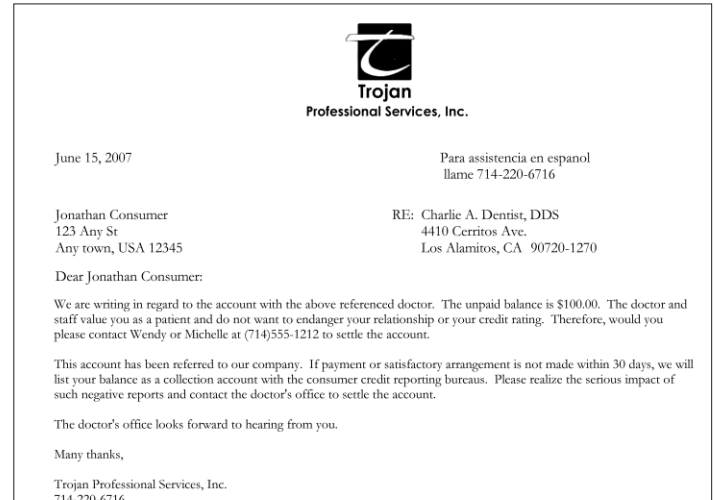 Trojan
Professional Services, Inc.
June 15, 2007
Para assistencia en espanol
llame 714-220-6716
Jonathan Consumer
123 Any St
Any town, USA 12345
RE: Charlie A. Dentist, DDS
4410 Cerritos Ave.
Los Alamitos, CA 90720-1270
Dear Jonathan Consumer:
We are writing in regard to the account with the above referenced doctor. The unpaid balance is $100.00. The doctor and
staff value you as a patient and do not want to endanger your relationship or your credit rating. Therefore, would you
please contact Wendy or Michelle at (714)555-1212 to settle the account.
This account has been referred to our company. If payment or satisfactory arrangement is not made within 30 days, we will
list your balance as a collection account with the consumer credit reporting bureaus. Please realize the serious impact of
such negative reports and contact the doctor's office to settle the account.
The doctor's office looks forward to hearing from you.
Many thanks,
Trojan Professional Services, Inc.
714-220-6716